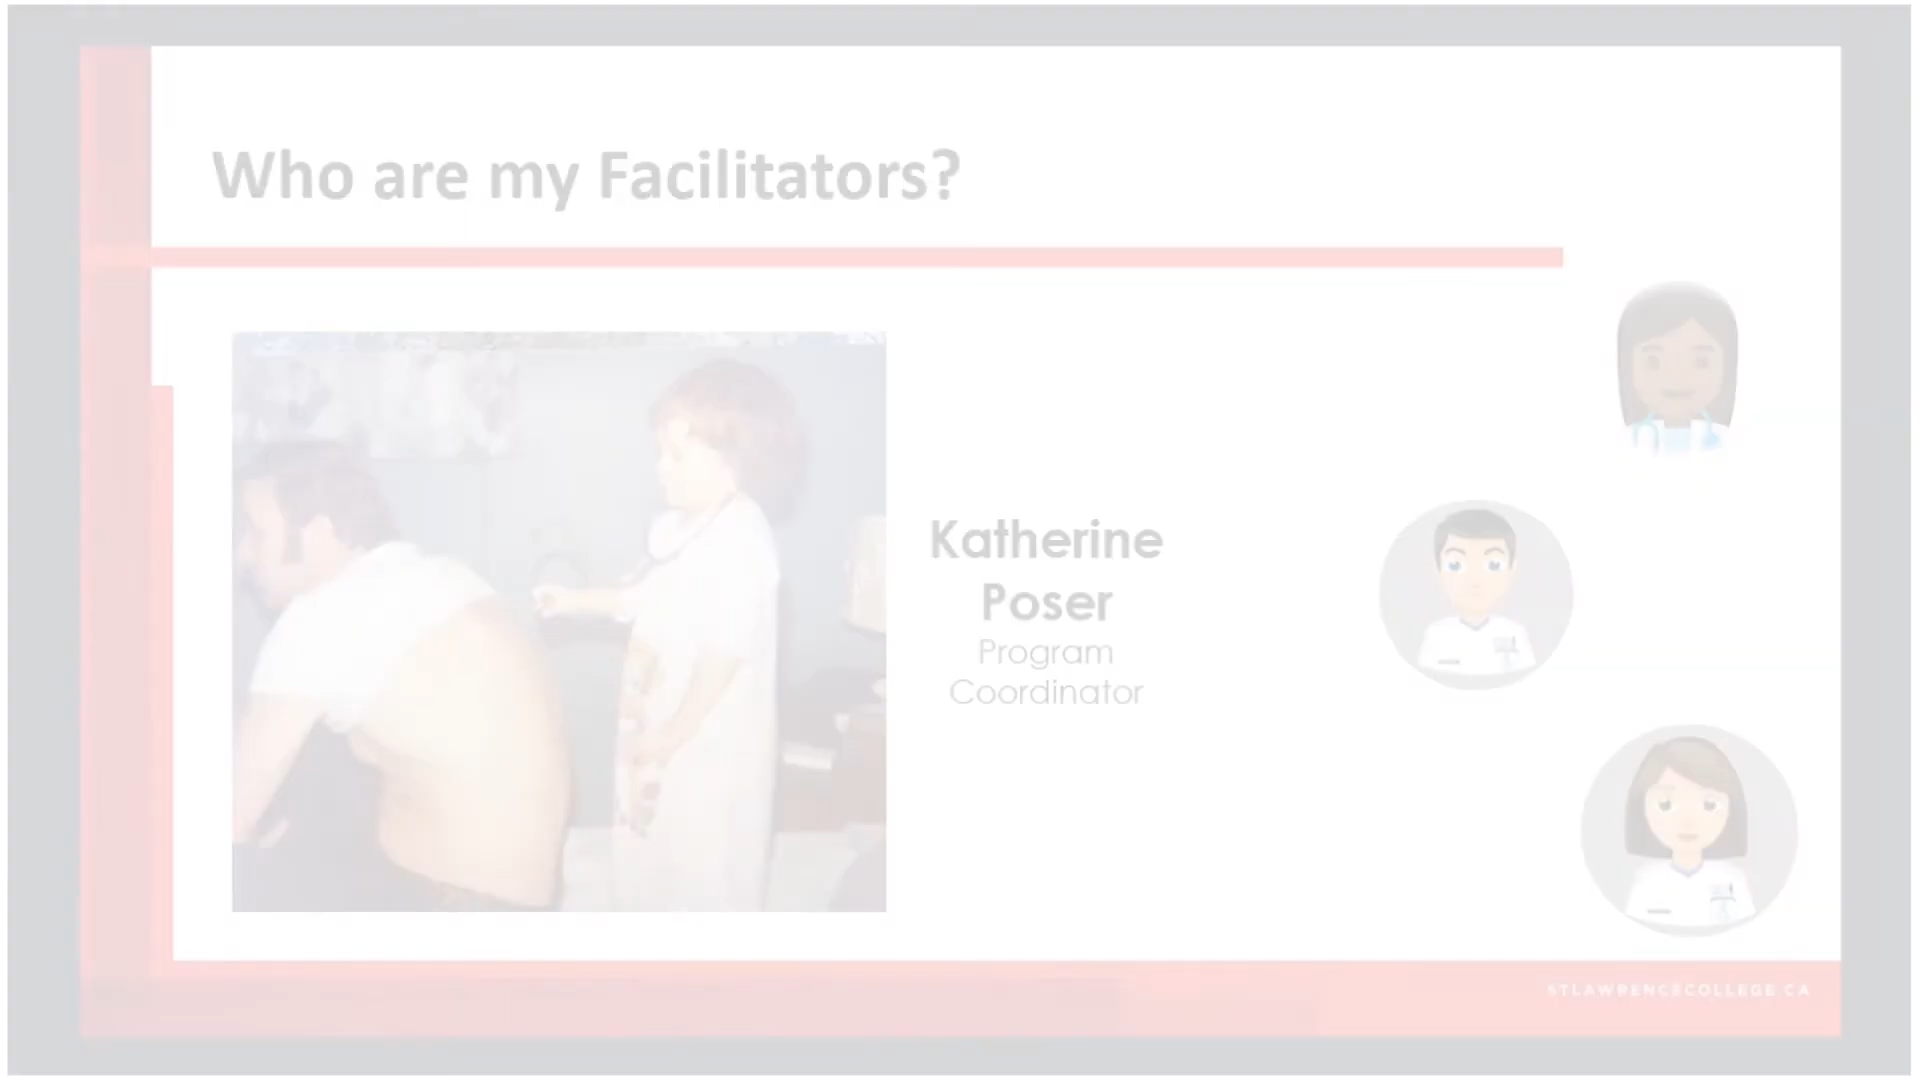 Who are my Facilitators?
Katherine
Poser
Program
Coordinator
STLAWRENCECOLLEGE.CA